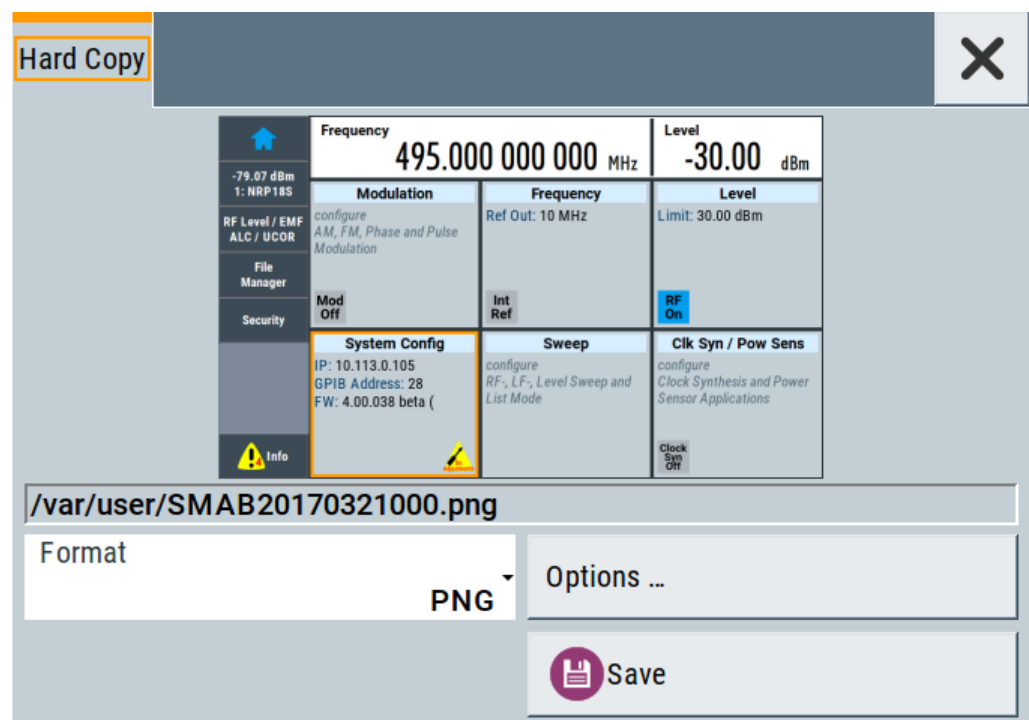 Hard Copy
-79.07 dBm
1: NRP18S
RF Level / EMF
ALC / UCOR
File
Manager
Security
Info
Frequency
495.000 000 000 MHz
Level
-30.00 dBm
Modulation
configure
AM, FM, Phase and Pulse
Modulation
Mod
Off
Frequency
Ref Out: 10 MHz
Int
Ref
Level
Limit: 30.00 dBm
RF
On
System Config
IP: 10.113.0.105
GPIB Address: 28
FW: 4.00.038 beta (
Sweep
configure
RF-, LF-, Level Sweep and
List Mode
Clk Syn / Pow Sens
configure
Clock Synthesis and Power
Sensor Applications
Clock
Syn
Off
/var/user/SMAB20170321000.png
Format
PNG
Options ...
Save